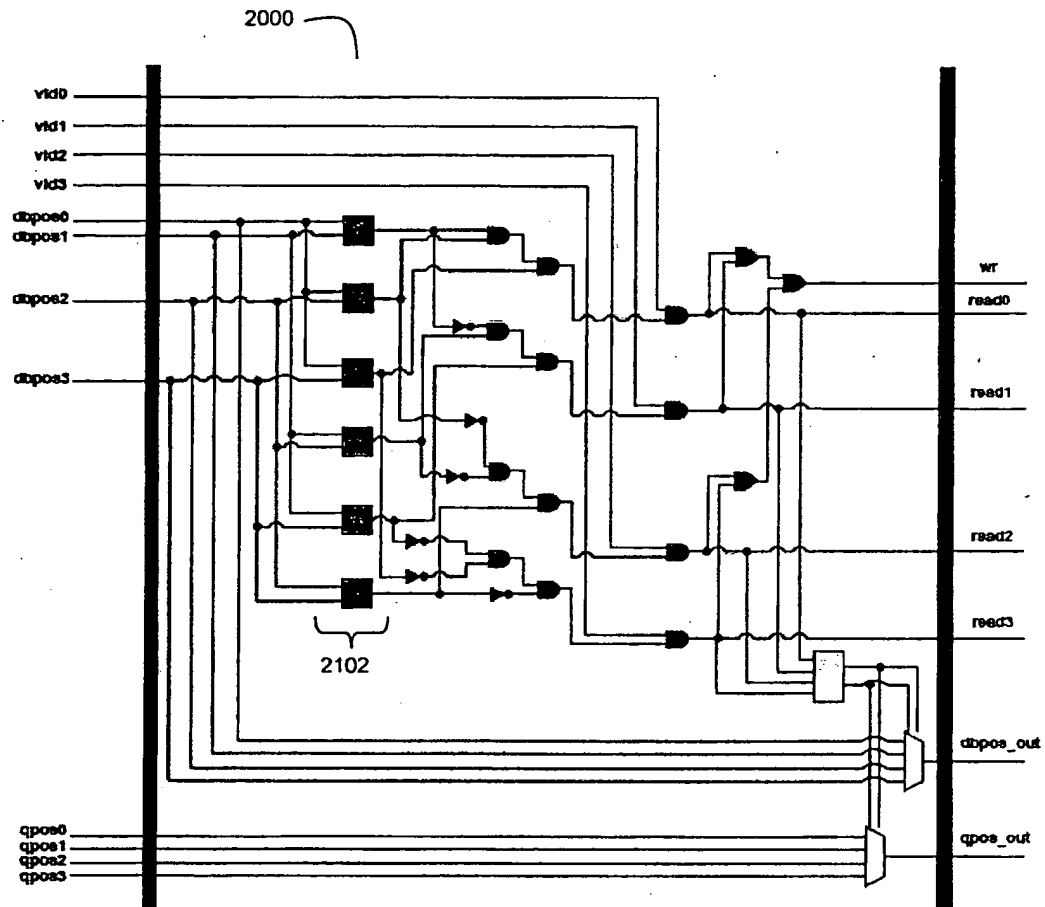 2000
vld0
vld1
vld2
vld3
dbpos0
dbpos1
dbpos2
dbpos3
wr
read0
read1
read2
read3
2102
dbpos_out
qpos0
qpos1
qpos2
qpos3
qpos_out